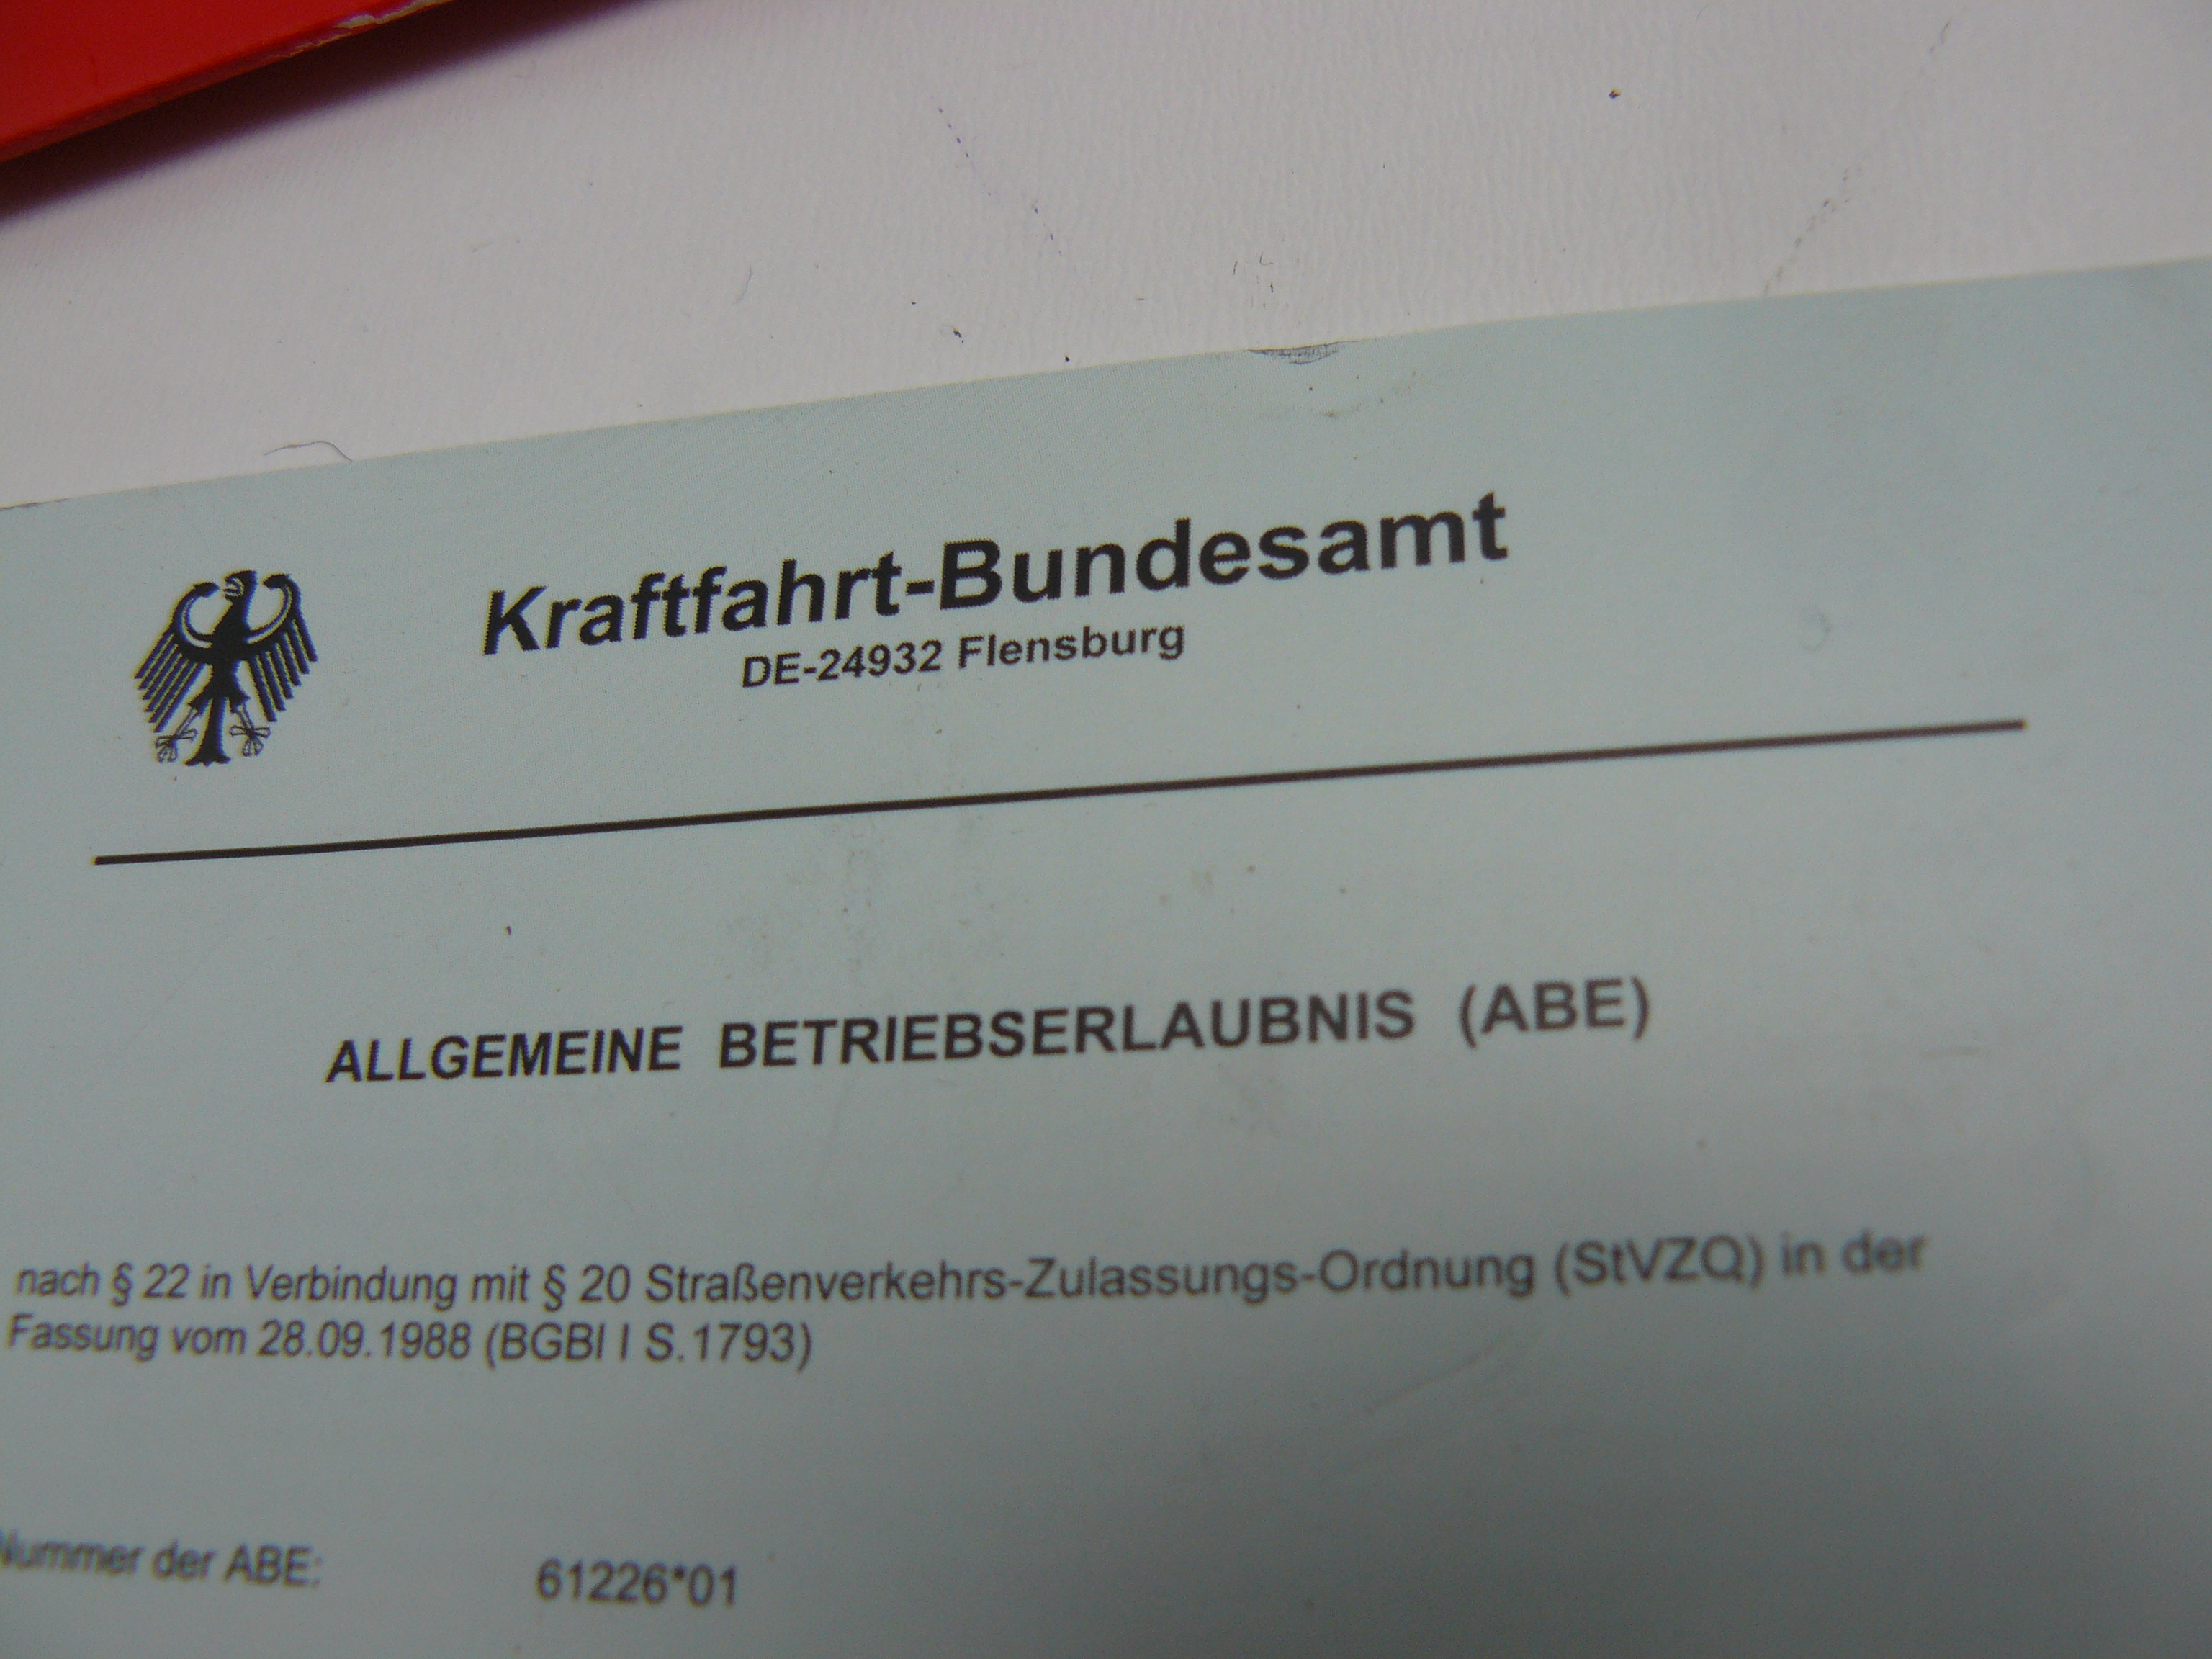 Kraftfahrt-Bundesamt
DE-24932 Flensburg
ALLGEMEINE BETRIEBSERLAUBNIS (ABE)
nach § 22 in Verbindung mit § 20 Straßenverkehrs-Zulassungs-Ordnung (StVZO) in der
Fassung vom 28.09.1988 (BGBl I S.1793)
Nummer der ABE: 61226*01